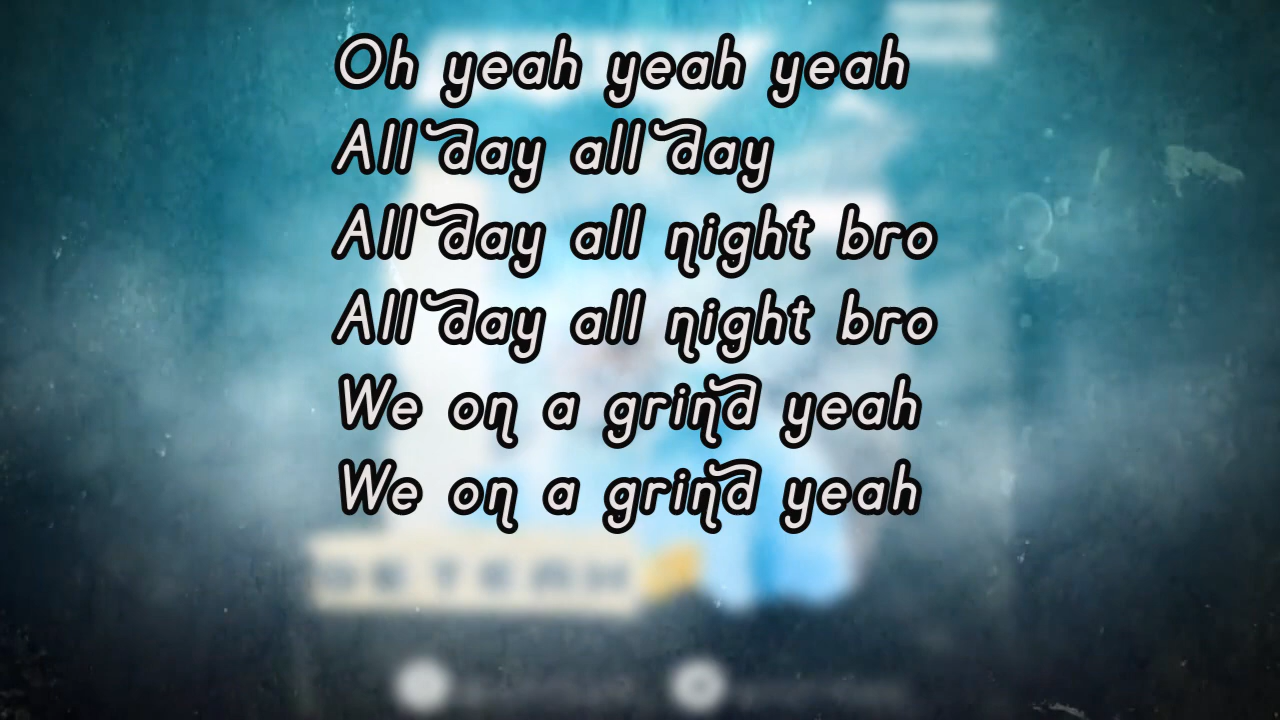 Oh yeah yeah yeah
All day all day
All day all night bro
All day all night bro
We on a grind yeah
We on a grind yeah